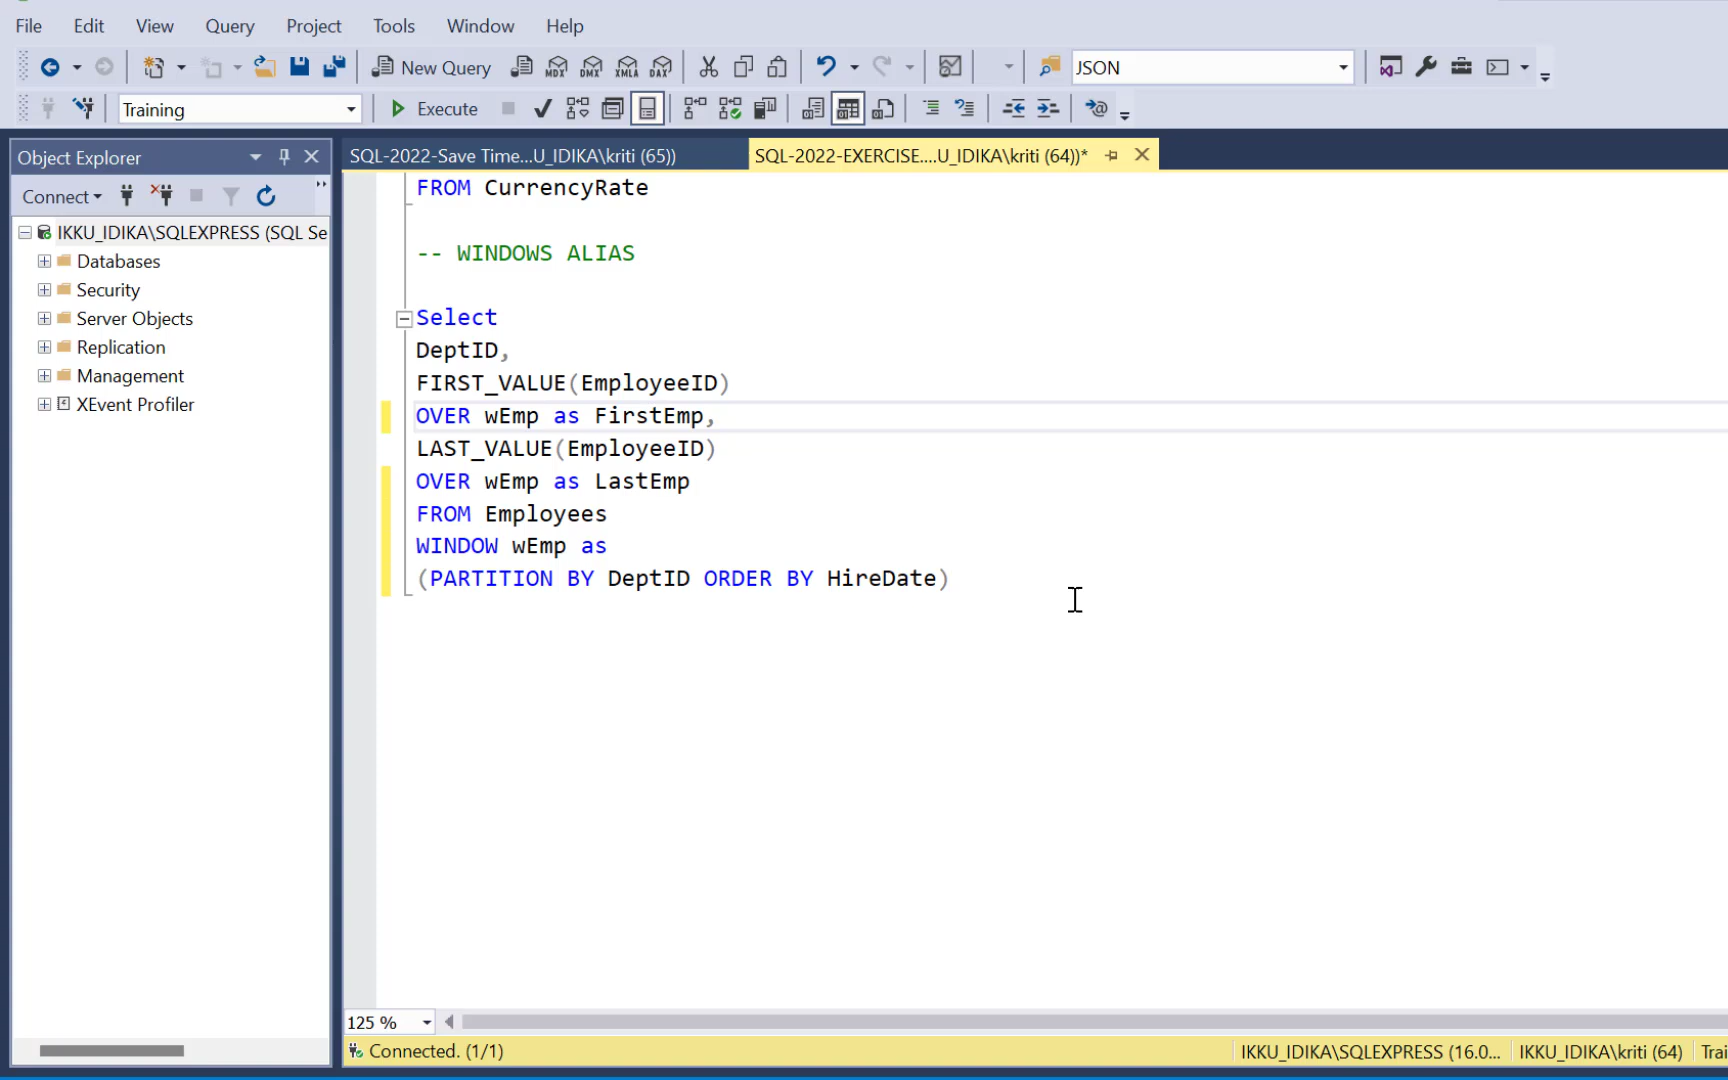 File Edit View Query Project Tools Window Help
New Query MDX DMX XMLA DAX JSON
Training Execute
Object Explorer
SQL-2022-Save Time...U_IDIKA\kriti (65))
SQL-2022-EXERCISE....U_IDIKA\kriti (64))*
Connect
IKKU_IDIKA\SQLEXPRESS (SQL Se
Databases
Security
Server Objects
Replication
Management
XEvent Profiler
FROM CurrencyRate
-- WINDOWS ALIAS
Select
DeptID,
FIRST_VALUE(EmployeeID)
OVER wEmp as FirstEmp,
LAST_VALUE(EmployeeID)
OVER wEmp as LastEmp
FROM Employees
WINDOW wEmp as
(PARTITION BY DeptID ORDER BY HireDate)
125 %
Connected. (1/1)
IKKU_IDIKA\SQLEXPRESS (16.0... IKKU_IDIKA\kriti (64) Trai